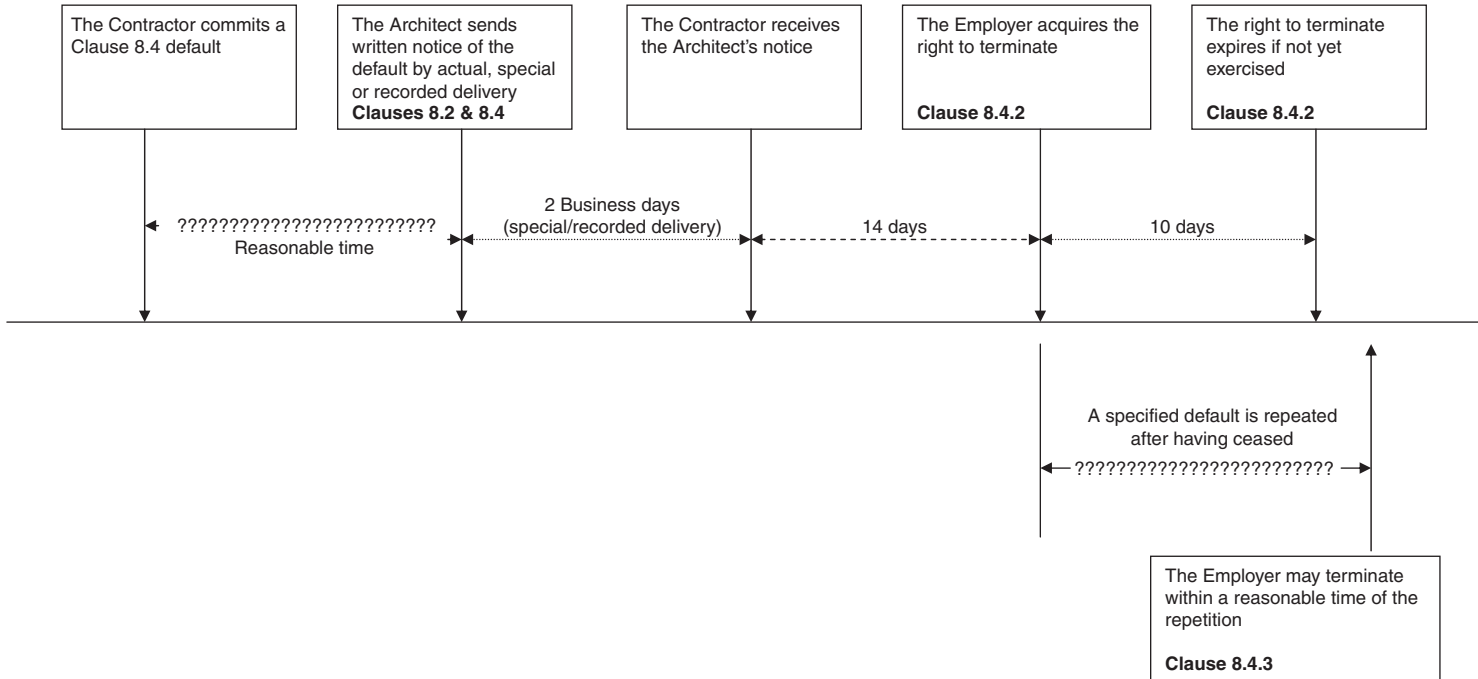 The Contractor commits a
Clause 8.4 default
The Architect sends
written notice of the
default by actual, special
or recorded delivery
Clauses 8.2 & 8.4
The Contractor receives
the Architect's notice
The Employer acquires the
right to terminate
Clause 8.4.2
The right to terminate
expires if not yet
exercised
Clause 8.4.2
?????????????????????????
Reasonable time
2 Business days
(special/recorded delivery)
14 days
10 days
A specified default is repeated
after having ceased
?????????????????????????
The Employer may terminate
within a reasonable time of the
repetition
Clause 8.4.3